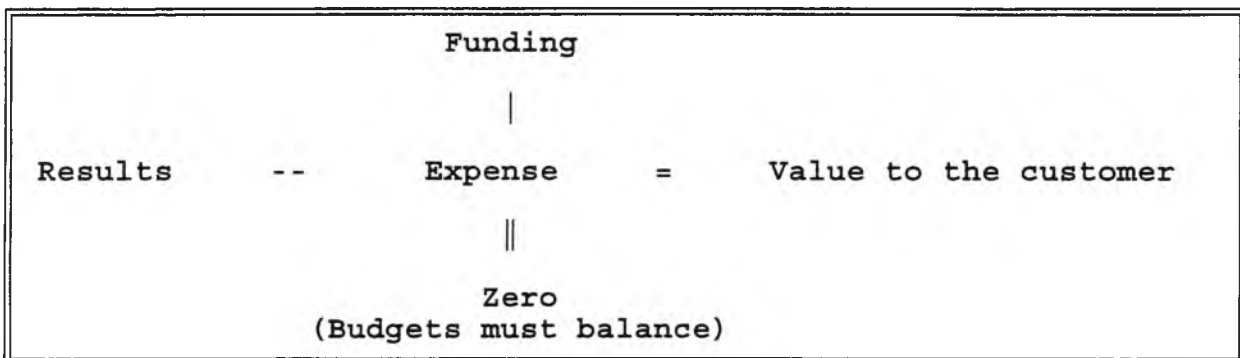 Funding
|
Results -- Expense = Value to the customer
||
Zero
(Budgets must balance)